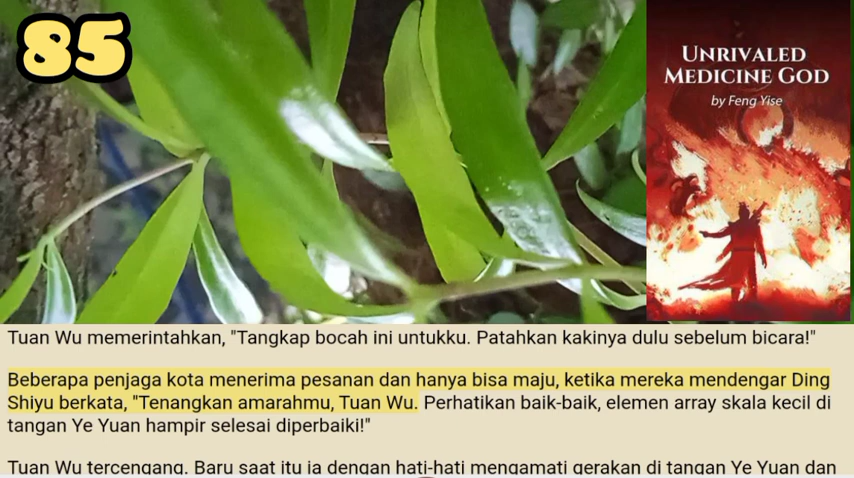 85
UNRIVALED
MEDICINE GOD
by Feng Yise
Tuan Wu memerintahkan, "Tangkap bocah ini untukku. Patahkan kakinya dulu sebelum bicara!"
Beberapa penjaga kota menerima pesanan dan hanya bisa maju, ketika mereka mendengar Ding
Shiyu berkata, "Tenangkan amarahmu, Tuan Wu. Perhatikan baik-baik, elemen array skala kecil di
tangan Ye Yuan hampir selesai diperbaiki!"
Tuan Wu tercengang. Baru saat itu ia dengan hati-hati mengamati gerakan di tangan Ye Yuan dan